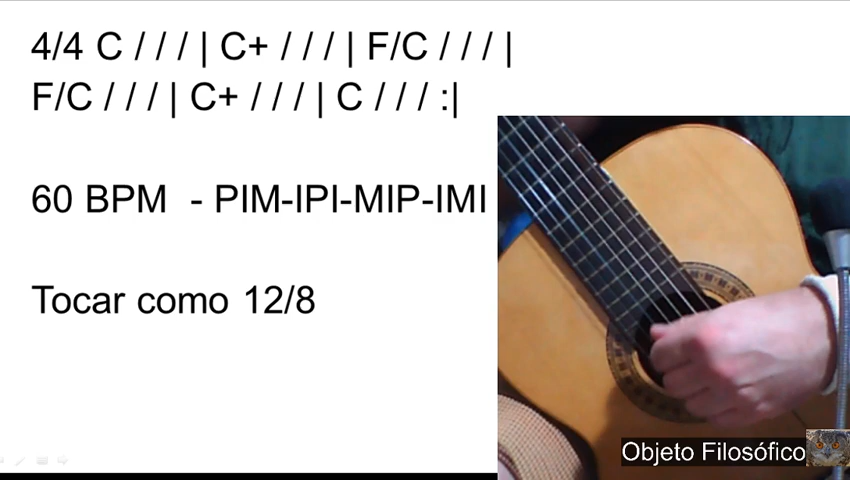 4/4 C / / / | C+ / / / | F/C / / / |
F/C / / / | C+ / / / | C / / / :|
60 BPM - PIM-IPI-MIP-IMI
Tocar como 12/8
Objeto Filosófico